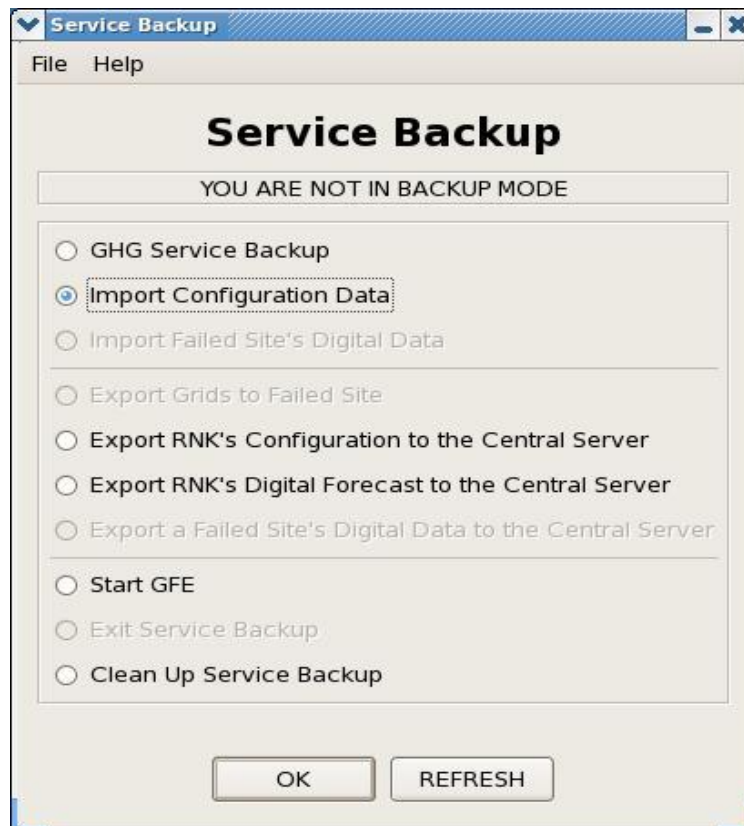 Service Backup
File Help
Service Backup
YOU ARE NOT IN BACKUP MODE
GHG Service Backup
Import Configuration Data
Import Failed Site's Digital Data
Export Grids to Failed Site
Export RNK's Configuration to the Central Server
Export RNK's Digital Forecast to the Central Server
Export a Failed Site's Digital Data to the Central Server
Start GFE
Exit Service Backup
Clean Up Service Backup
OK REFRESH